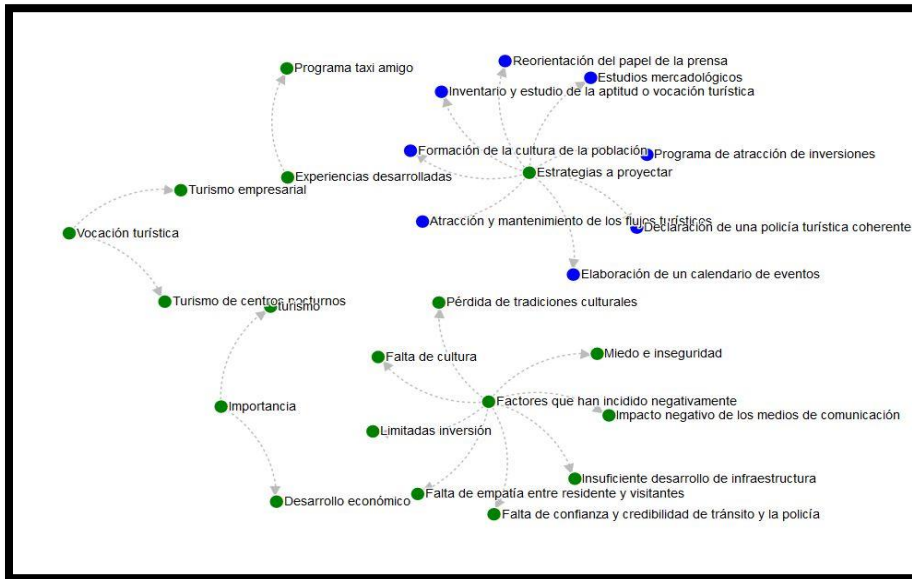 Reorientación del papel de la prensa
Programa taxi amigo
Estudios mercadológicos
Inventario y estudio de la aptitud o vocación turística
Formación de la cultura de la población
Programa de atracción de inversiones
Estrategias a proyectar
Experiencias desarrolladas
Turismo empresarial
Atracción y mantenimiento de los flujos turísticos
Declaración de una policía turística coherente
Vocación turística
Elaboración de un calendario de eventos
Turismo de centros nocturnos
turismo
Pérdida de tradiciones culturales
Miedo e inseguridad
Falta de cultura
Factores que han incidido negativamente
Importancia
Impacto negativo de los medios de comunicación
Limitadas inversión
Insuficiente desarrollo de infraestructura
Falta de empatía entre residente y visitantes
Desarrollo económico
Falta de confianza y credibilidad de tránsito y la policía